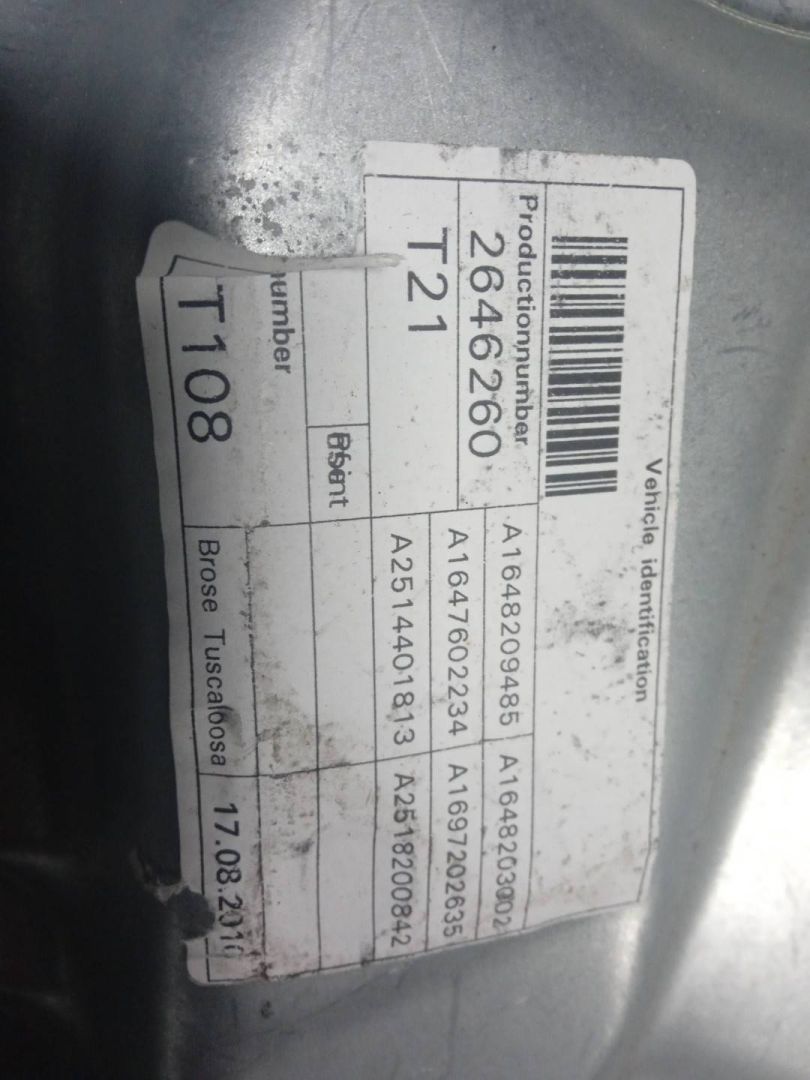 Vehicle identification
Productionnumber
2646260
T21
A1648209485 A1648203002
A1647602234 A1697202635
A2514401813 A2518200842
number
T108
Brose Tuscaloosa
17.08.2010